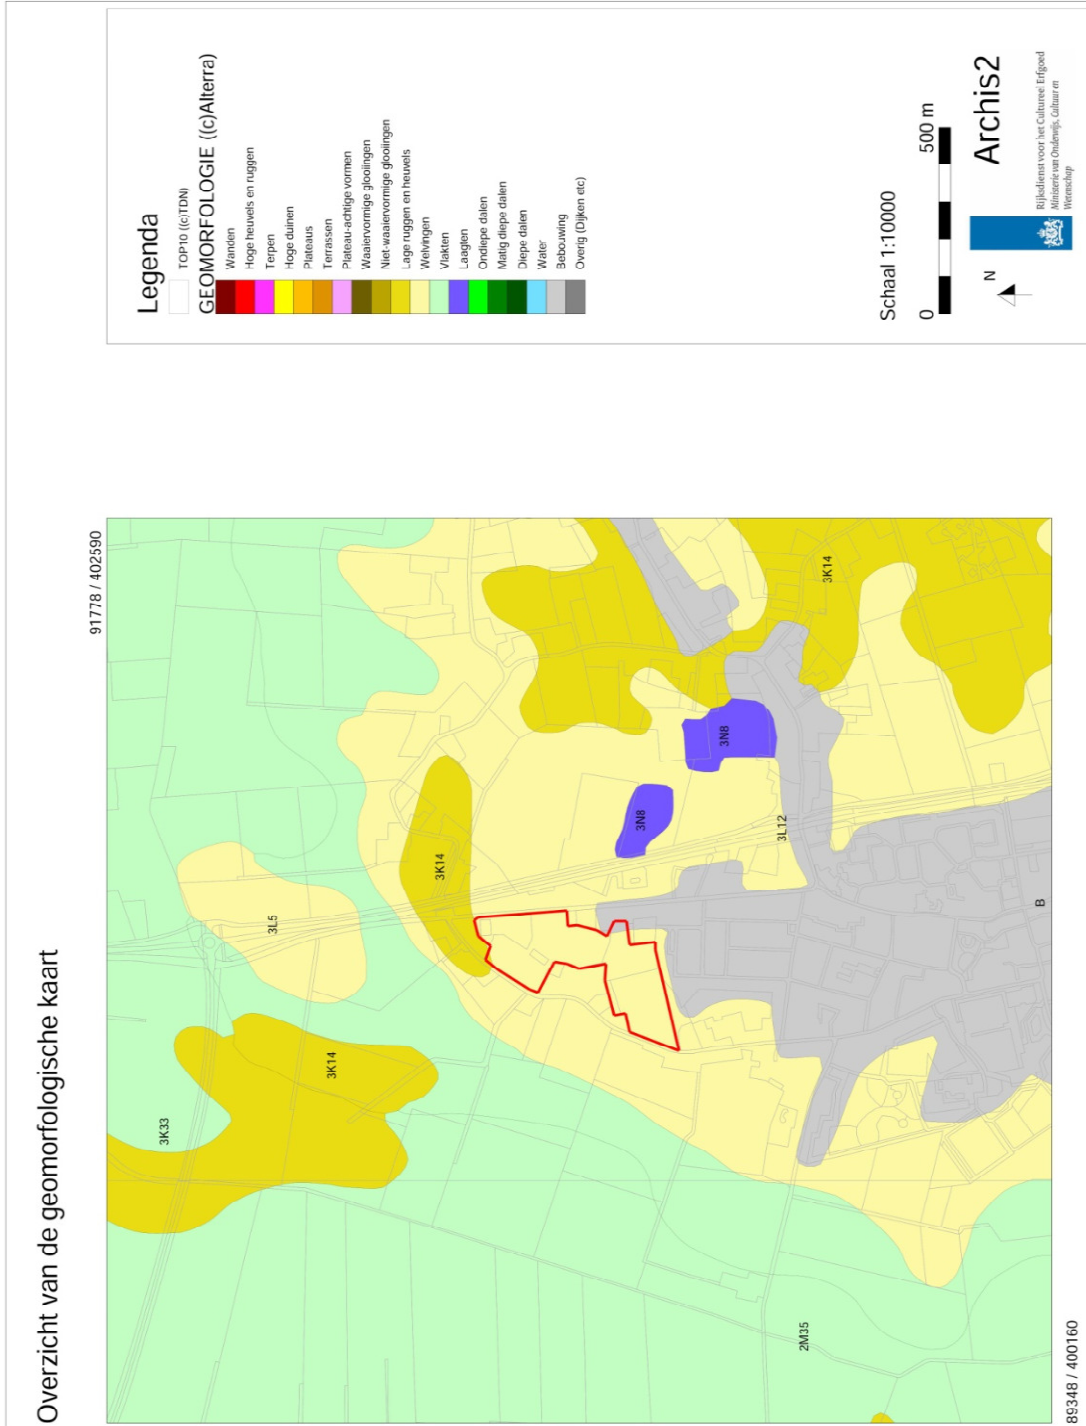 Overzicht van de geomorfologische kaart
91778 / 402590
3K33
3K14
3L5
3K14
3N8
3N8
3K14
3L12
2M35
B
89348 / 400160
Legenda
TOP10 ((c)TDN)
GEOMORFOLOGIE ((c)Alterra)
Wanden
Hoge heuvels en ruggen
Terpen
Hoge duinen
Plateaus
Terrassen
Plateau-achtige vormen
Waaiervormige glooiingen
Niet-waaiervormige glooiingen
Lage ruggen en heuvels
Welvingen
Vlakten
Laagten
Ondiepe dalen
Matig diepe dalen
Diepe dalen
Water
Bebouwing
Overig (Dijken etc)
Schaal 1:10000
0 500 m
N
Archis2
Rijksdienst voor het Cultureel Erfgoed
Ministerie van Onderwijs, Cultuur en
Wetenschap